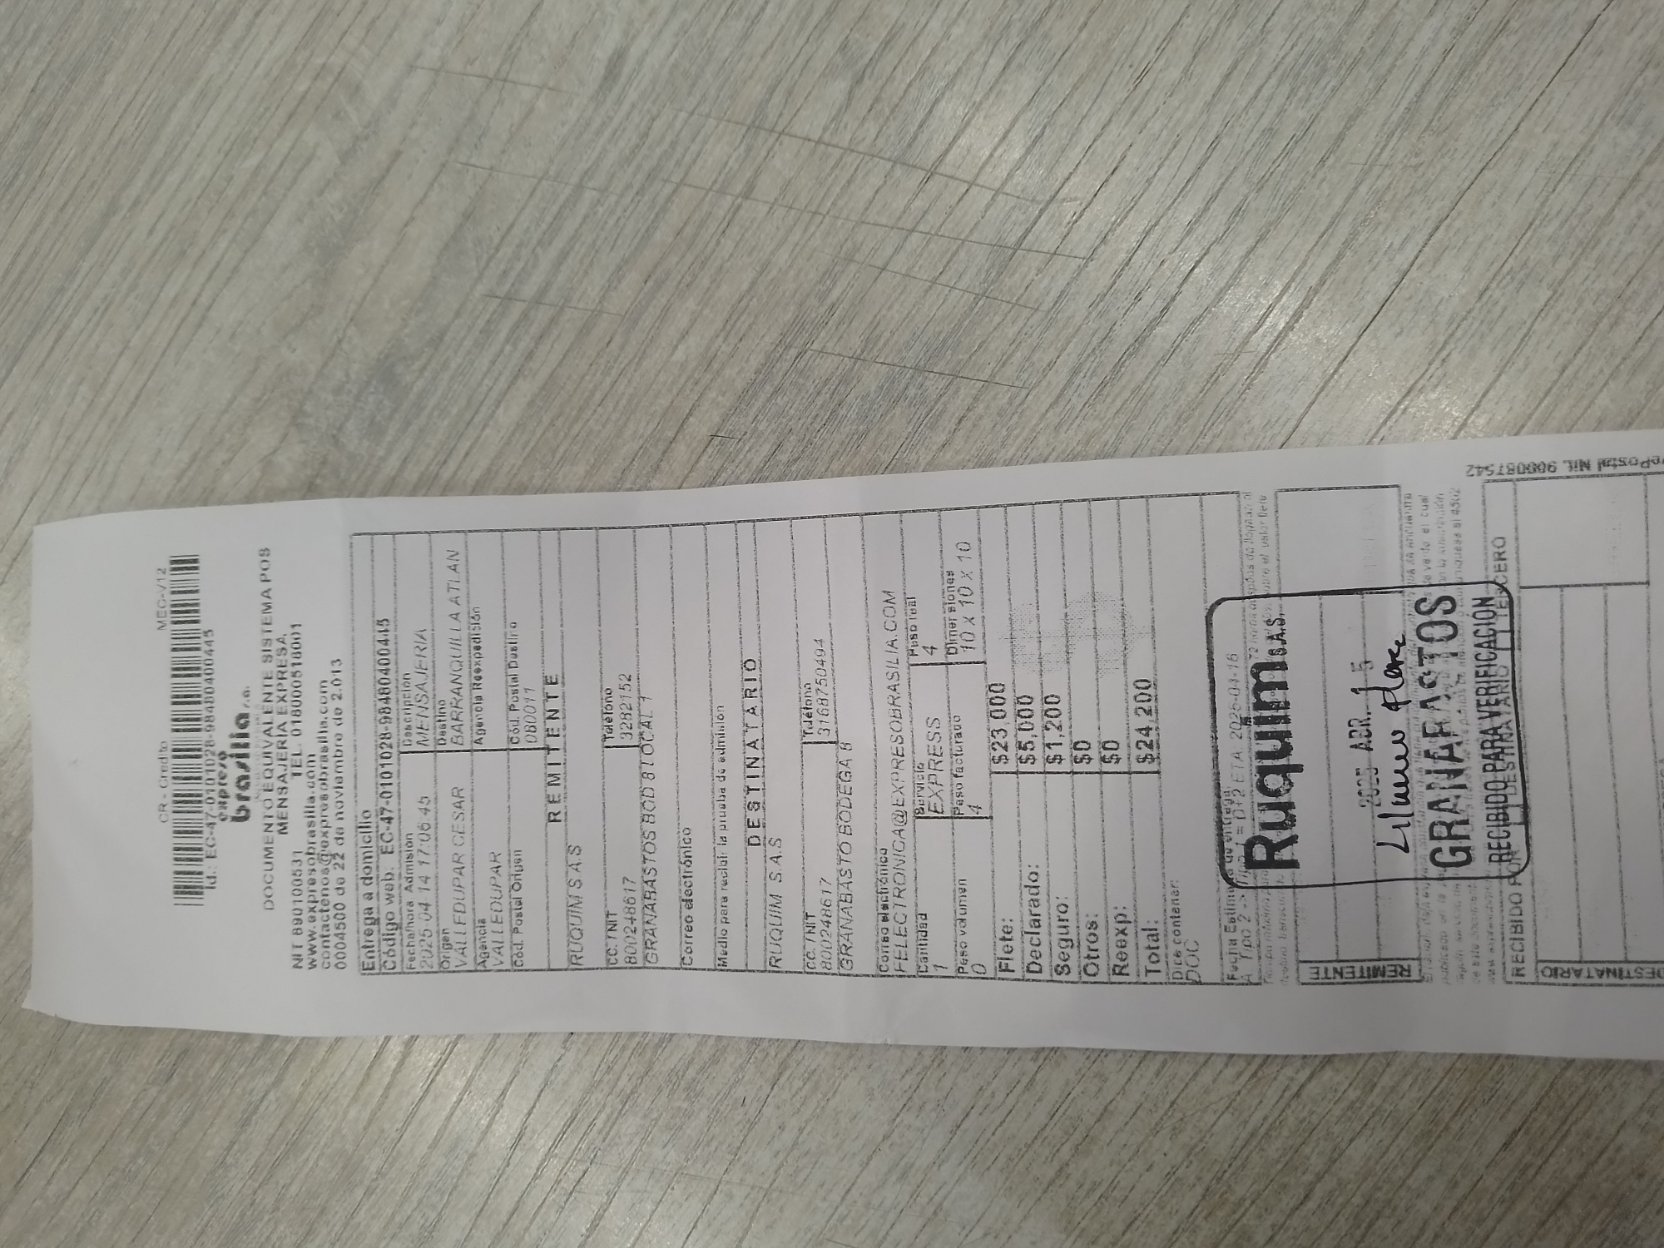 CR - Credito MEC-V12
Id.: EC-47-0101028-98480400445
expreso
brasilia s.a.
DOCUMENTO EQUIVALENTE SISTEMA POS
MENSAJERIA EXPRESA.
NIT 890100531 TEL. 018000518001
www.expresobrasilia.com
contactenos@expresobrasilia.com
0004500 de 22 de noviembre de 2.013
Entrega a domicilio
Código web. EC-47-0101028-98480400445
Fecha/hora Admisión Descripción
2025 04 14 17:06:45 MENSAJERIA
Origen Destino
VALLEDUPAR CESAR BARRANQUILLA ATLAN
Agencia Agencia Reexpedición
VALLEDUPAR
Cód. Postal Origen Cód. Postal Destino
080011
REMITENTE
RUQUIM S A S
CC./NIT Teléfono
800248617 3282152
GRANABASTOS BOD 8 LOCAL 1
Correo electrónico
Medio para recibir la prueba de admision
DESTINATARIO
RUQUIM S.A.S
CC./NIT Teléfono
800248617 3168750494
GRANABASTO BODEGA 8
Correo electrónico
FELECTRONICA@EXPRESOBRASILIA.COM
Cantidad Servicio Peso real
1 EXPRESS 4
Peso volumen Peso facturado Dimensiones
0 4 10 x 10 x 10
Flete: $23,000
Declarado: $5,000
Seguro: $1,200
Otros: $0
Reexp: $0
Total: $24,200
Dice contener:
DOC
Fecha Estimada de entrega:
Ruquim S.A.S.
REMITENTE
2025 ABR. 15
GRANABASTOS
RECIBIDO PARA VERIFICACION
RECIBIDO POR
DESTINATARIO
TERCERO
DESTINATARIO
Postal Nit. 900087542